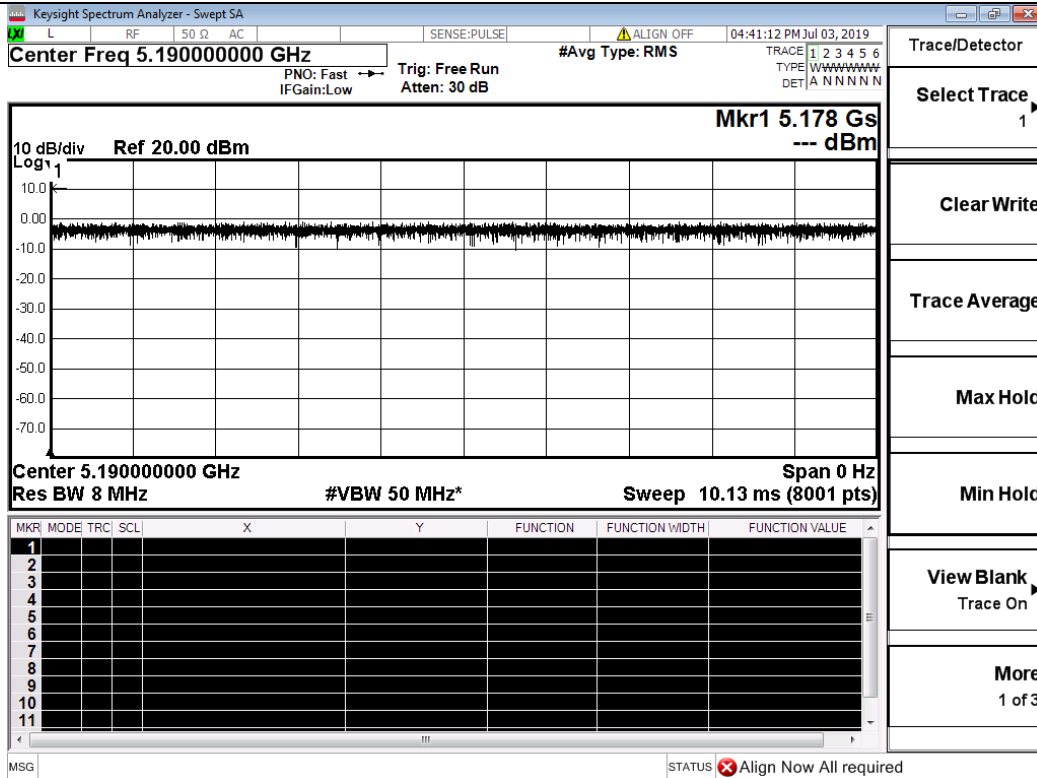 Keysight Spectrum Analyzer - Swept SA
LXI L RF 50 Ω AC SENSE:PULSE ALIGN OFF 04:41:12 PM Jul 03, 2019
Center Freq 5.190000000 GHz
PNO: Fast
IFGain:Low
Trig: Free Run
Atten: 30 dB
#Avg Type: RMS
TRACE 1 2 3 4 5 6
TYPE WWWWWW
DET A N N N N N
Mkr1 5.178 Gs
--- dBm
10 dB/div Ref 20.00 dBm
Log
1
10.0
0.00
-10.0
-20.0
-30.0
-40.0
-50.0
-60.0
-70.0
Center 5.190000000 GHz Span 0 Hz
Res BW 8 MHz #VBW 50 MHz* Sweep 10.13 ms (8001 pts)
MKR MODE TRC SCL X Y FUNCTION FUNCTION WIDTH FUNCTION VALUE
1
2
3
4
5
6
7
8
9
10
11
MSG STATUS Align Now All required
Trace/Detector
Select Trace
1
Clear Write
Trace Average
Max Hold
Min Hold
View Blank
Trace On
More
1 of 3